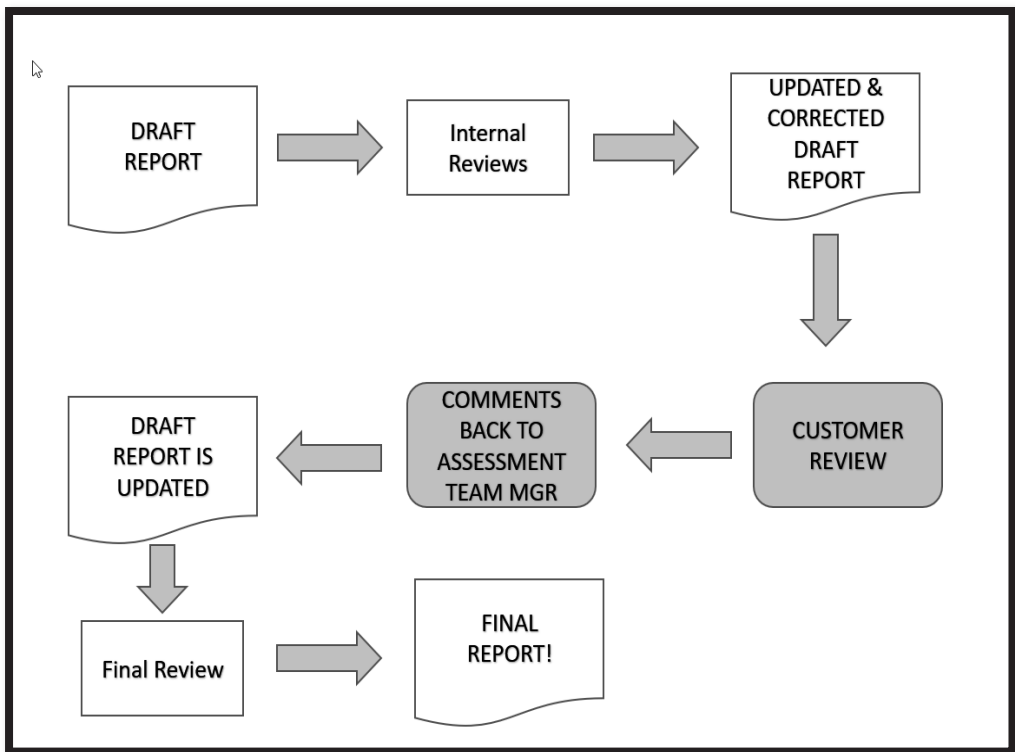 DRAFT
REPORT
Internal
Reviews
UPDATED &
CORRECTED
DRAFT
REPORT
CUSTOMER
REVIEW
COMMENTS
BACK TO
ASSESSMENT
TEAM MGR
DRAFT
REPORT IS
UPDATED
Final Review
FINAL
REPORT!